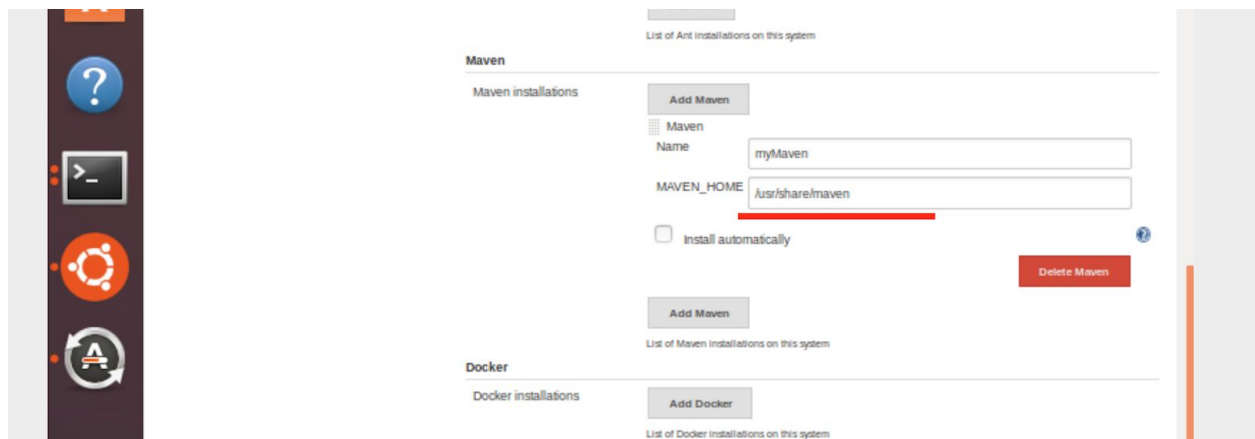 List of Ant installations on this system
Maven
Maven installations
Add Maven
Maven
Name
myMaven
MAVEN_HOME
/usr/share/maven
Install automatically
Delete Maven
Add Maven
List of Maven installations on this system
Docker
Docker installations
Add Docker
List of Docker installations on this system